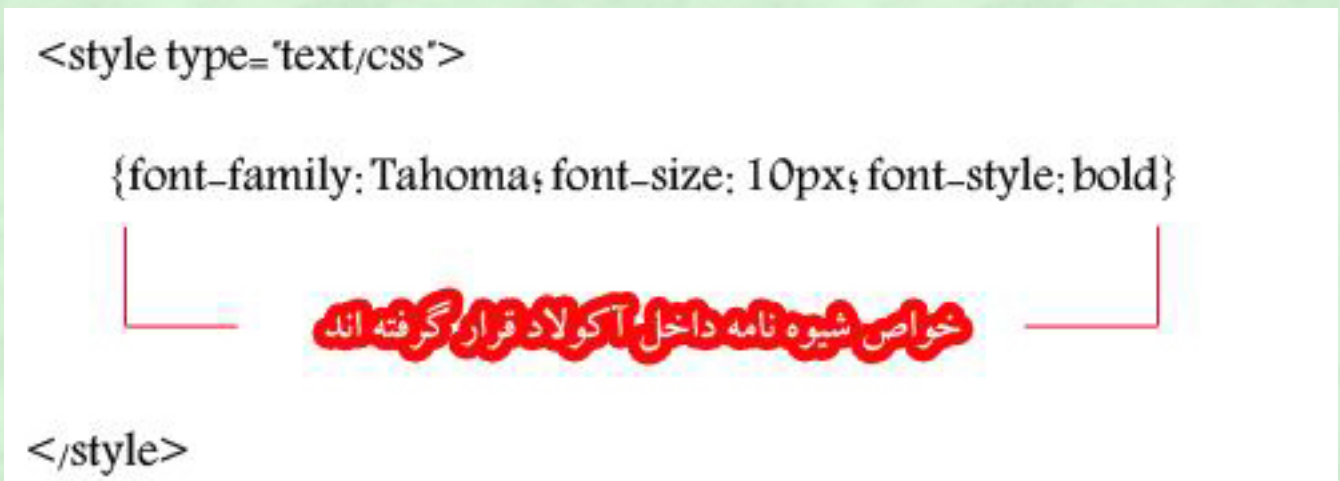 <style type="text/css">
{font-family: Tahoma; font-size: 10px; font-style: bold}
خواص شیوه نامه داخل آکولاد قرار گرفته اند
</style>